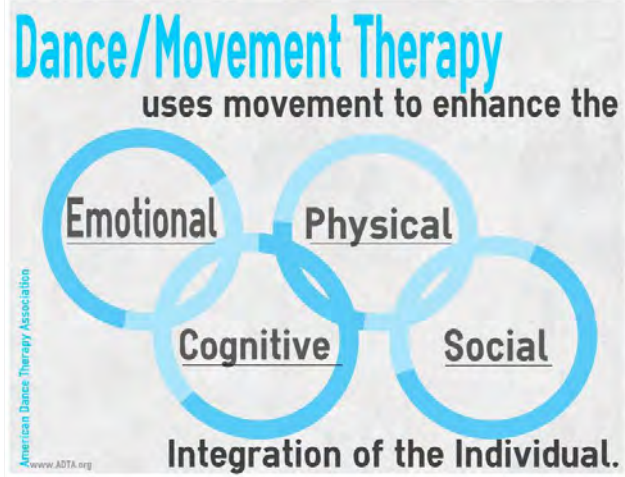 Dance/Movement Therapy
uses movement to enhance the
Emotional
Physical
Cognitive
Social
Integration of the Individual.
American Dance Therapy Association
www.ADTA.org